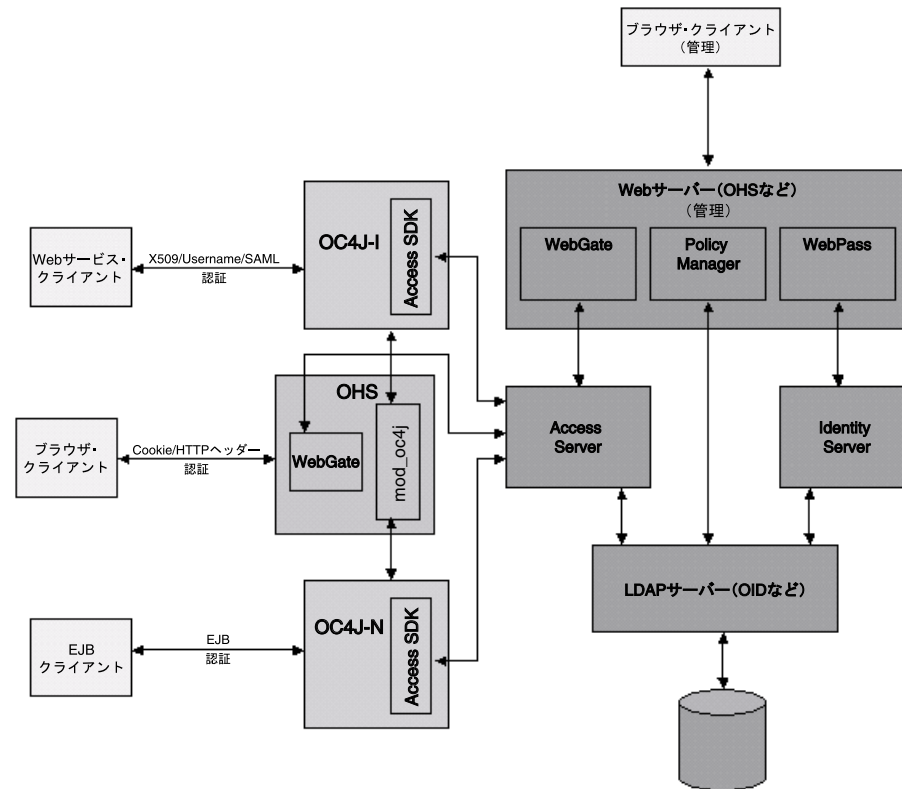 ブラウザ・クライアント
（管理）
Webサーバー（OHSなど）
（管理）
WebGate
Policy
Manager
WebPass
OC4J-I
Access SDK
Webサービス・
クライアント
X509/Username/SAML
認証
OHS
WebGate
mod_oc4j
ブラウザ・
クライアント
Cookie/HTTPヘッダー
認証
Access
Server
Identity
Server
LDAPサーバー（OIDなど）
OC4J-N
Access SDK
EJB
クライアント
EJB
認証